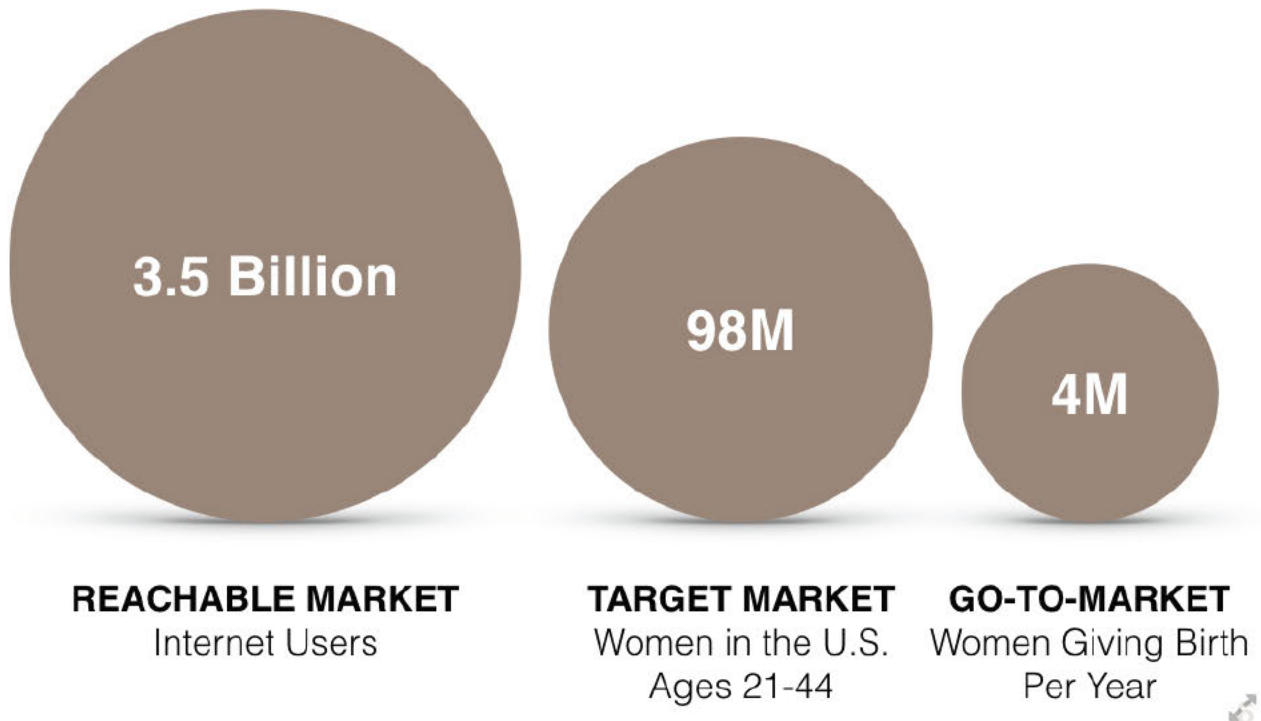 3.5 Billion
98M
4M
REACHABLE MARKET
Internet Users
TARGET MARKET
Women in the U.S.
Ages 21-44
GO-TO-MARKET
Women Giving Birth
Per Year